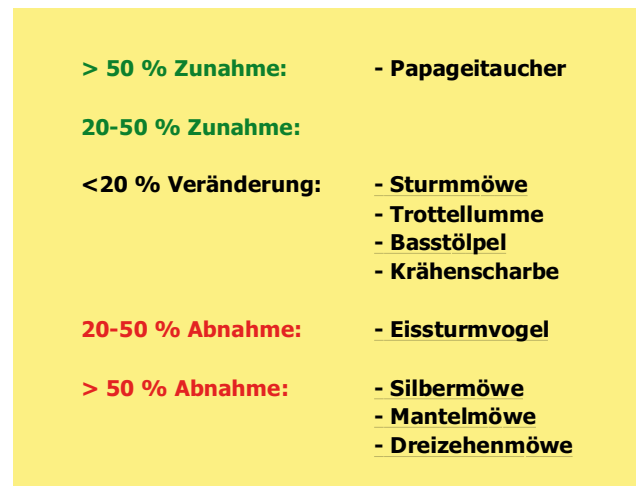 > 50 % Zunahme: - Papageitaucher
20-50 % Zunahme:
<20 % Veränderung: - Sturmmöwe
- Trottellumme
- Basstölpel
- Krähenscharbe
20-50 % Abnahme: - Eissturmvogel
> 50 % Abnahme: - Silbermöwe
- Mantelmöwe
- Dreizehenmöwe